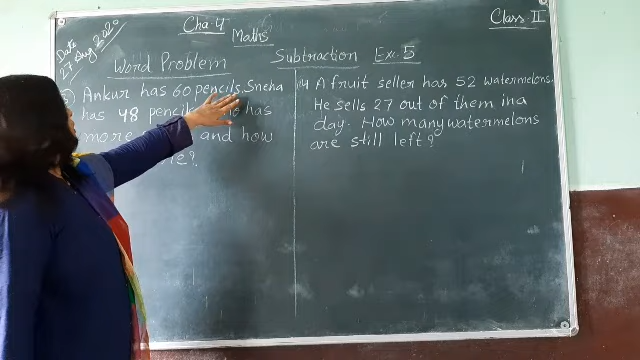 Date
27 Aug 2020
Cha-4
Maths
Class II
Word Problem
Subtraction Ex-5
Ankur has 60 pencils. Sneha
has 48 pencils has
more and how
A fruit seller has 52 watermelons.
He sells 27 out of them in a
day. How many watermelons
are still left?